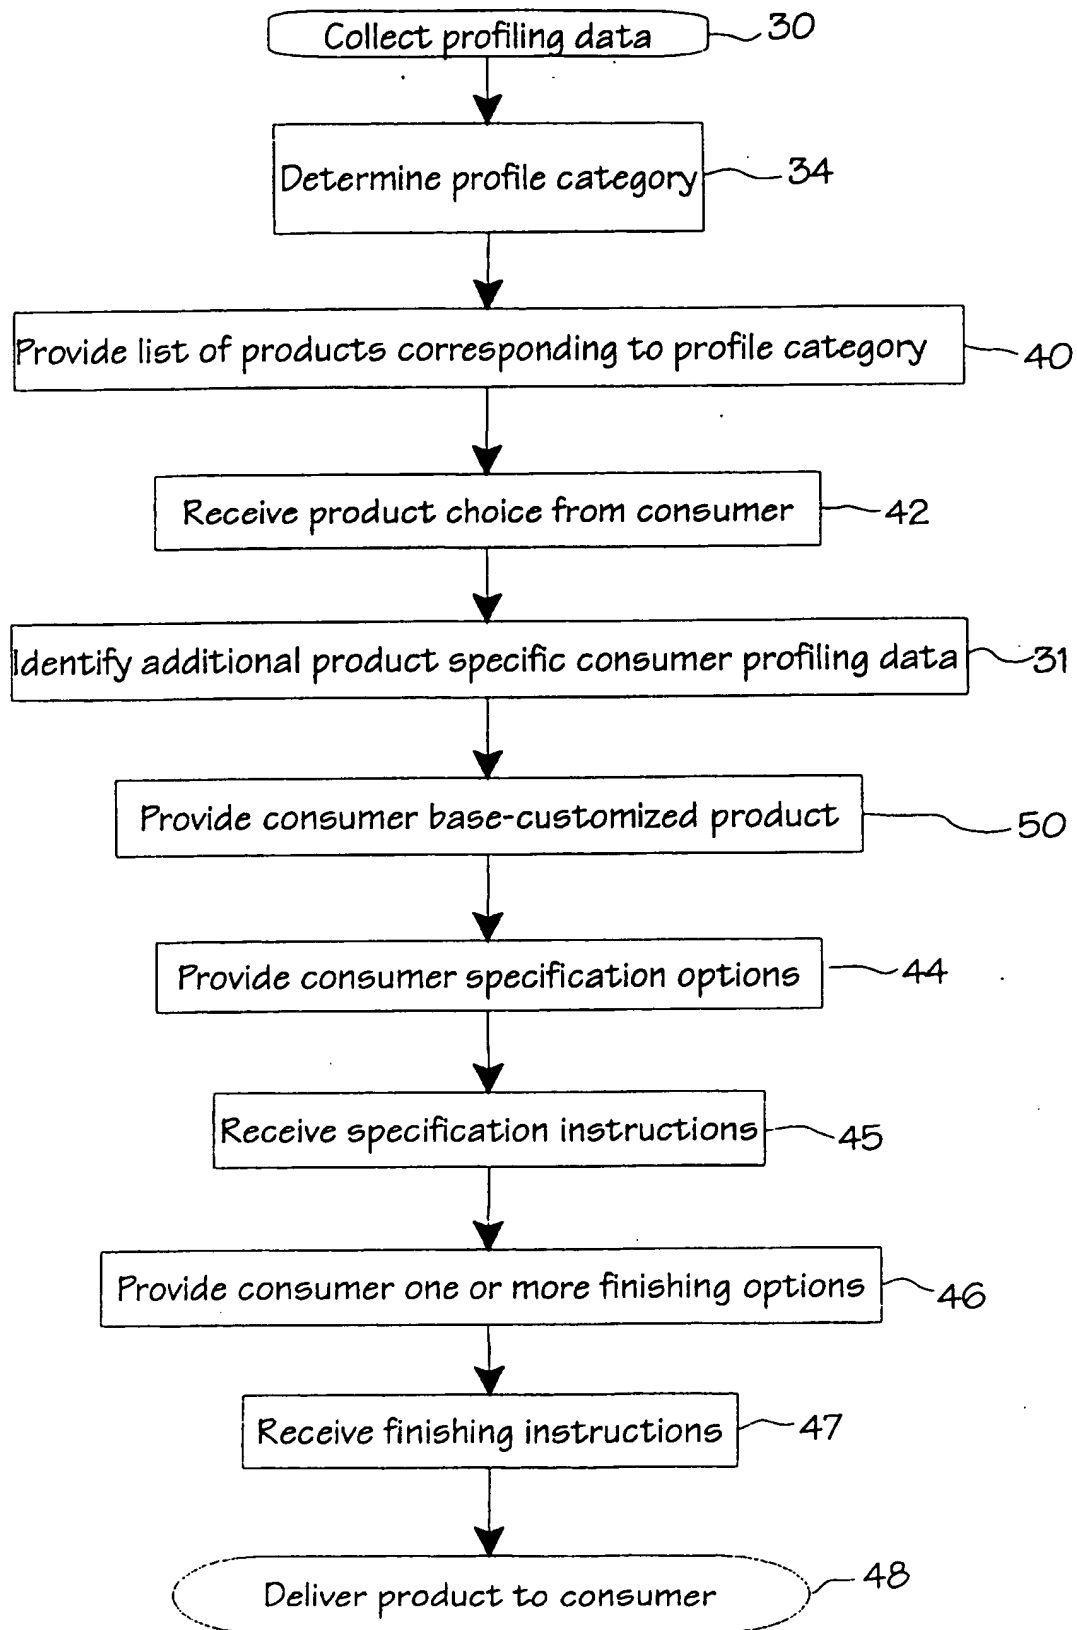 Collect profiling data 30
Determine profile category 34
Provide list of products corresponding to profile category 40
Receive product choice from consumer 42
Identify additional product specific consumer profiling data 31
Provide consumer base-customized product 50
Provide consumer specification options 44
Receive specification instructions 45
Provide consumer one or more finishing options 46
Receive finishing instructions 47
Deliver product to consumer 48